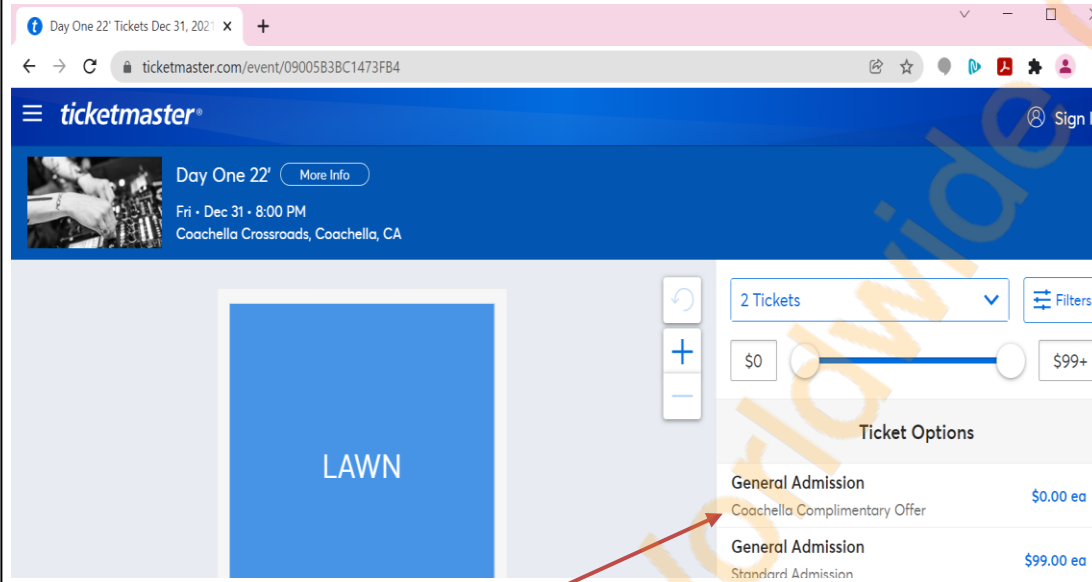 Day One 22' Tickets Dec 31, 2021
ticketmaster.com/event/09005B3BC1473FB4
ticketmaster®
Sign
Day One 22' More Info
Fri • Dec 31 • 8:00 PM
Coachella Crossroads, Coachella, CA
2 Tickets
Filters
$0
$99+
Ticket Options
LAWN
General Admission
$0.00 ea
Coachella Complimentary Offer
General Admission
$99.00 ea
Standard Admission
orldwide